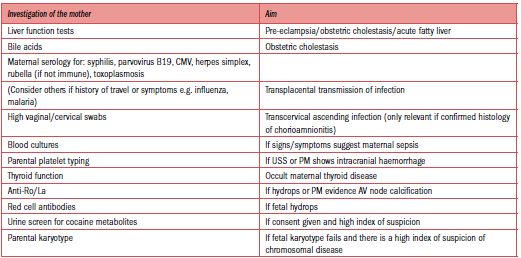 Investigation of the mother Aim
Liver function tests Pre-eclampsia/obstetric cholestasis/acute fatty liver
Bile acids Obstetric cholestasis
Maternal serology for: syphilis, parvovirus B19, CMV, herpes simplex,
rubella (if not immune), toxoplasmosis
(Consider others if history of travel or symptoms e.g. influenza, Transplacental transmission of infection
malaria)
High vaginal/cervical swabs Transcervical ascending infection (only relevant if confirmed histology
of chorioamnionitis)
Blood cultures If signs/symptoms suggest maternal sepsis
Parental platelet typing If USS or PM shows intracranial haemorrhage
Thyroid function Occult maternal thyroid disease
Anti-Ro/La If hydrops or PM evidence AV node calcification
Red cell antibodies If fetal hydrops
Urine screen for cocaine metabolites If consent given and high index of suspicion
Parental karyotype If fetal karyotype fails and there is a high index of suspicion of
chromosomal disease